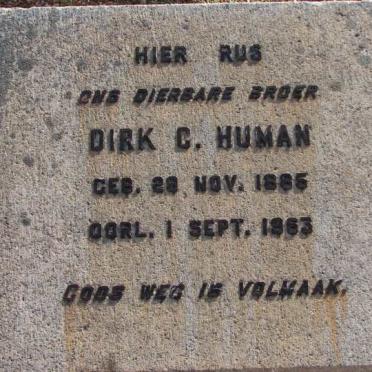 HIER RUS
ONS DIERBARE BROER
DIRK C. HUMAN
GEB. 28 NOV. 1885
OORL. 1 SEPT. 1963
GODS WEG IS VOLMAAK.